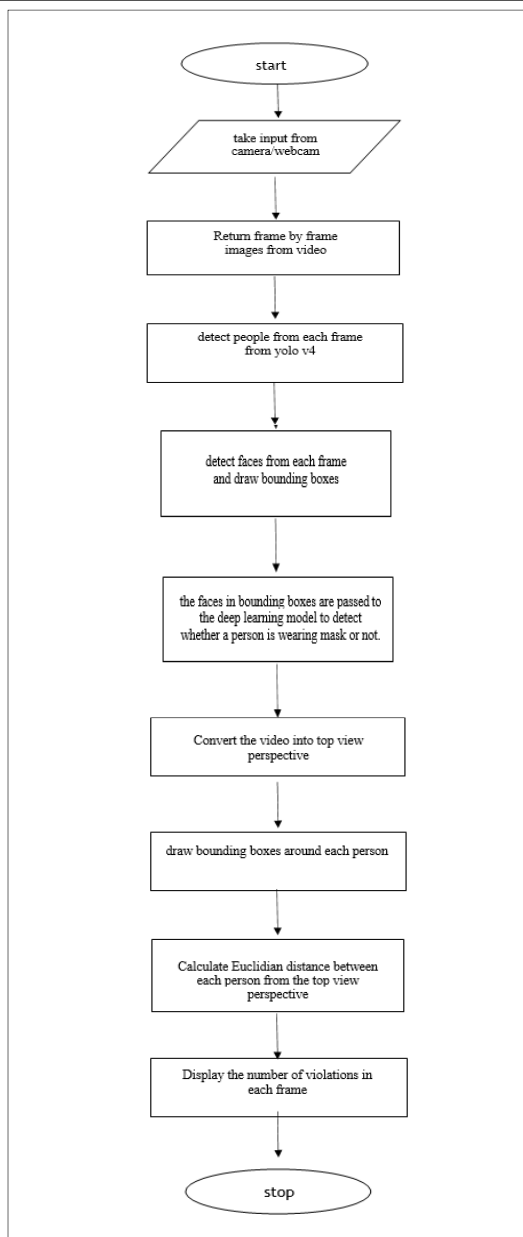 start
take input from
camera/webcam
Return frame by frame
images from video
detect people from each frame
from yolo v4
detect faces from each frame
and draw bounding boxes
the faces in bounding boxes are passed to
the deep learning model to detect
whether a person is wearing mask or not.
Convert the video into top view
perspective
draw bounding boxes around each person
Calculate Euclidian distance between
each person from the top view
perspective
Display the number of violations in
each frame
stop